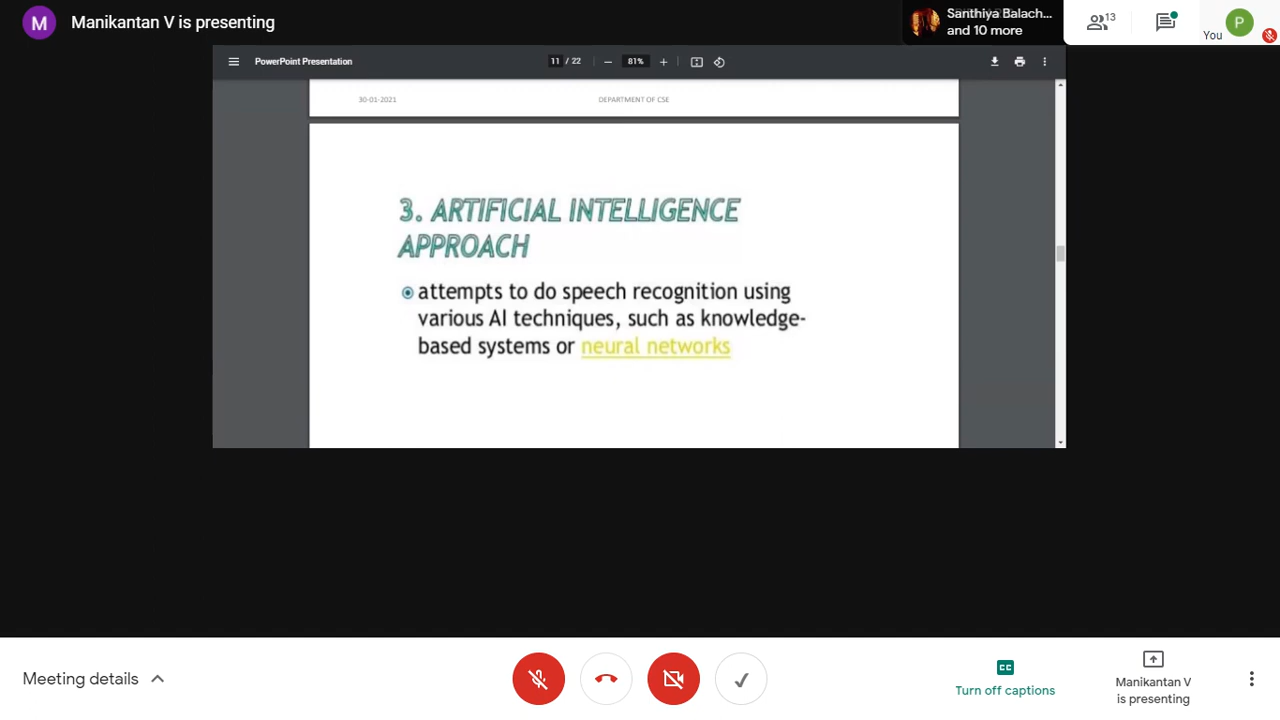 M
Manikantan V is presenting
Santhiya Balach...
and 10 more
13
You
P
PowerPoint Presentation
11 / 22
81%
30-01-2021
DEPARTMENT OF CSE
3. ARTIFICIAL INTELLIGENCE
APPROACH
attempts to do speech recognition using
various AI techniques, such as knowledge-
based systems or neural networks
Meeting details
CC
Turn off captions
Manikantan V
is presenting